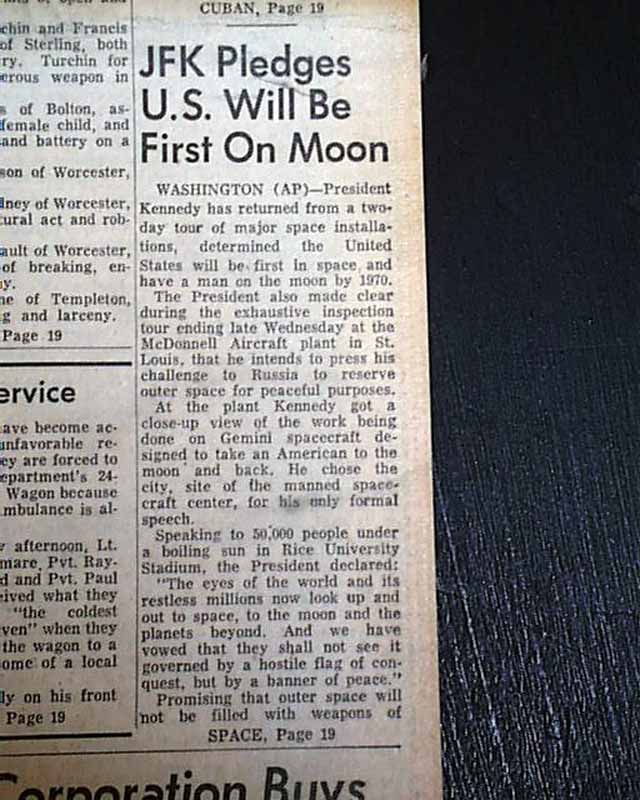 chin and Francis
of Sterling, both
ry. Turchin for
erous weapon in
s of Bolton, as-
female child, and
and battery on a
son of Worcester,
dney of Worcester,
tural act and rob-
ault of Worcester,
of breaking, en-
y.
ne of Templeton,
g and larceny.
Page 19
ervice
ave become ac-
unfavorable re-
ey are forced to
epartment's 24-
Wagon because
mbulance is al-
y afternoon, Lt.
mare, Pvt. Ray-
d and Pvt. Paul
eived what they
"the coldest
ven" when they
the wagon to a
ome of a local
lly on his front
Page 19
CUBAN, Page 19
JFK Pledges
U.S. Will Be
First On Moon
WASHINGTON (AP)—President
Kennedy has returned from a two-
day tour of major space installa-
tions, determined the United
States will be first in space and
have a man on the moon by 1970.
The President also made clear
during the exhaustive inspection
tour ending late Wednesday at the
McDonnell Aircraft plant in St.
Louis, that he intends to press his
challenge to Russia to reserve
outer space for peaceful purposes.
At the plant Kennedy got a
close-up view of the work being
done on Gemini spacecraft de-
signed to take an American to the
moon and back. He chose the
city, site of the manned space-
craft center, for his only formal
speech.
Speaking to 50,000 people under
a boiling sun in Rice University
Stadium, the President declared:
"The eyes of the world and its
restless millions now look up and
out to space, to the moon and the
planets beyond. And we have
vowed that they shall not see it
governed by a hostile flag of con-
quest, but by a banner of peace."
Promising that outer space will
not be filled with weapons of
SPACE, Page 19
Corporation Buys